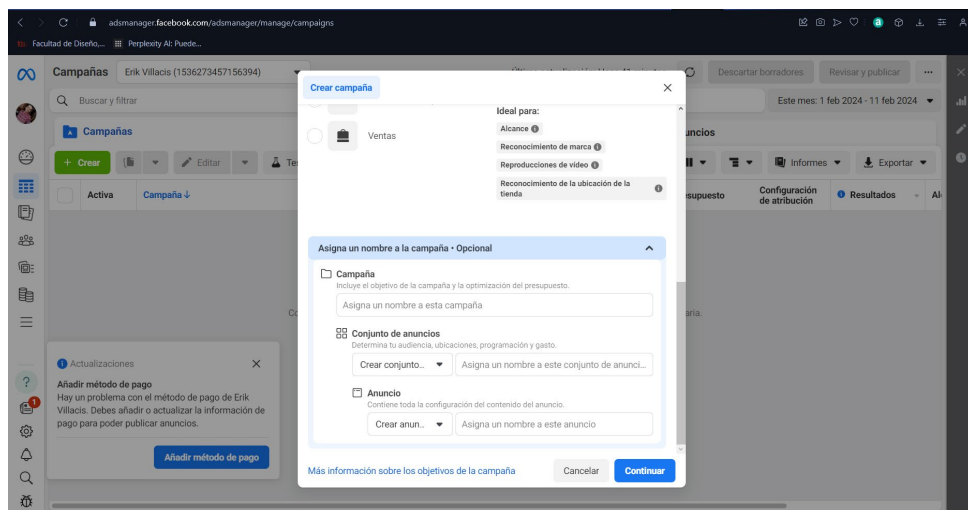 adsmanager.facebook.com/adsmanager/manage/campaigns
Facultad de Diseño,...
Perplexity AI: Puede...
Campañas
Erik Villacis (1536273457156394)
Descartar borradores
Revisar y publicar
Buscar y filtrar
Este mes: 1 feb 2024 - 11 feb 2024
Campañas
uncios
+ Crear
Editar
Informes
Exportar
Activa
Campaña
supuesto
Configuración
de atribución
Resultados
Crear campaña
Ventas
Ideal para:
Alcance
Reconocimiento de marca
Reproducciones de vídeo
Reconocimiento de la ubicación de la
tienda
Asigna un nombre a la campaña • Opcional
Campaña
Incluye el objetivo de la campaña y la optimización del presupuesto.
Asigna un nombre a esta campaña
Conjunto de anuncios
Determina tu audiencia, ubicaciones, programación y gasto.
Crear conjunto...
Asigna un nombre a este conjunto de anunci...
Anuncio
Contiene toda la configuración del contenido del anuncio.
Crear anun...
Asigna un nombre a este anuncio
Más información sobre los objetivos de la campaña
Cancelar
Continuar
aria.
Actualizaciones
Añadir método de pago
Hay un problema con el método de pago de Erik
Villacis. Debes añadir o actualizar la información de
pago para poder publicar anuncios.
Añadir método de pago
1